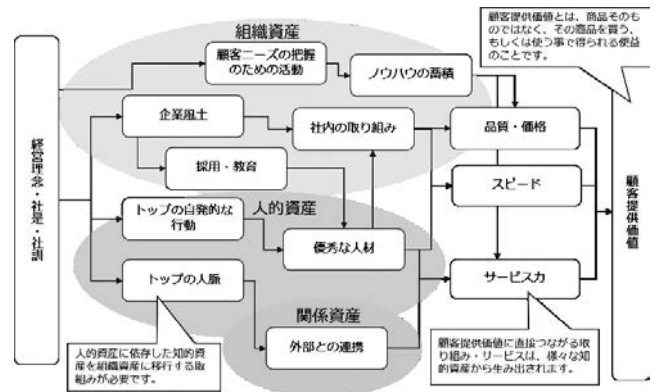 組織資産
顧客ニーズの把握
のための活動
ノウハウの蓄積
顧客提供価値とは、商品そのも
のではなく、その商品を買う、
もしくは使う事で得られる便益
のことです。
経営理念・社是・社訓
企業風土
社内の取り組み
品質・価格
採用・教育
スピード
顧客提供価値
人的資産
トップの自発的な
行動
優秀な人材
トップの人脈
サービス力
関係資産
外部との連携
人的資産に依存した知的資
産を組織資産に移行する取
組みが必要です。
顧客提供価値に直接つながる取
り組み・サービスは、様々な知
的資産から生み出されます。